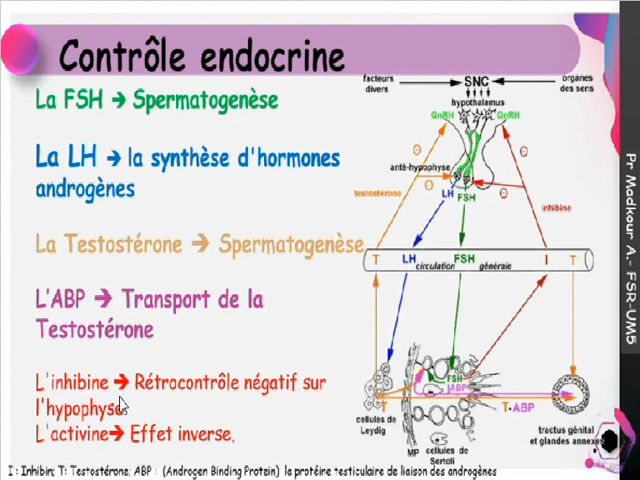 Contrôle endocrine
La FSH ➔ Spermatogenèse
La LH ➔ la synthèse d'hormones
androgènes
La Testostérone ➔ Spermatogenèse
L'ABP ➔ Transport de la
Testostérone
L'inhibine ➔ Rétrocontrôle négatif sur
l'hypophyse
L'activine➔ Effet inverse.
facteurs
divers
SNC
organes
des sens
hypothalamus
GnRH
GnRH
anté-hypophyse
testostérone
LH
FSH
inhibine
T
LH
FSH
I
T
circulation
générale
FSH
ABP
T
T-ABP
cellules de
Leydig
MP
cellules de
Sertoli
tractus génital
et glandes annexes
I : Inhibin; T: Testostérone; ABP : (Androgen Binding Protein) la protéine testiculaire de liaison des androgènes
Pr Madkour A.- FSR-UM5